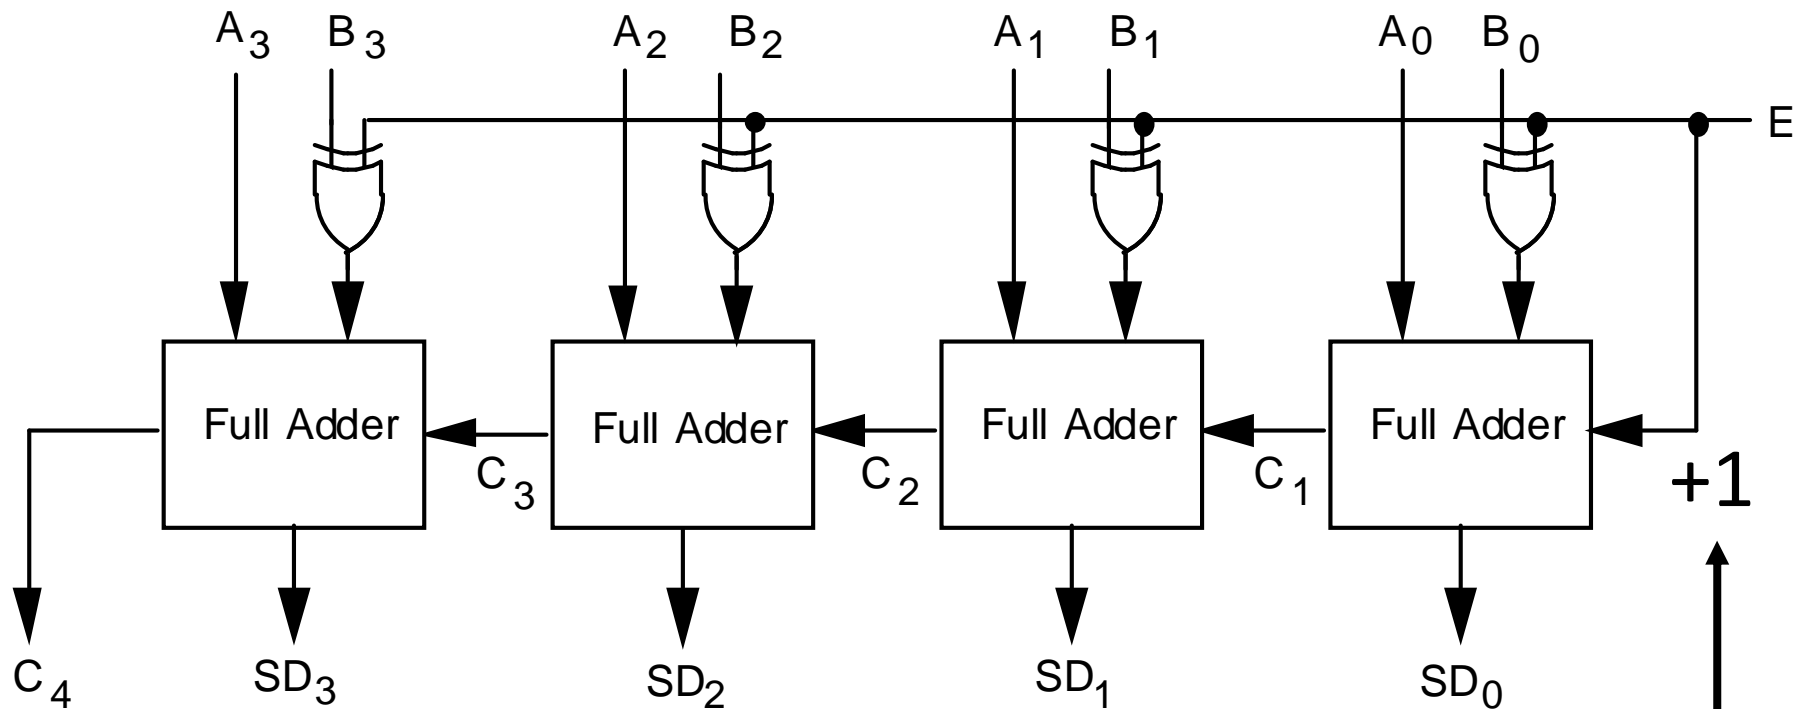 A3 B3 A2 B2 A1 B1 A0 B0
E
Full Adder Full Adder Full Adder Full Adder
C3 C2 C1 +1
C4 SD3 SD2 SD1 SD0